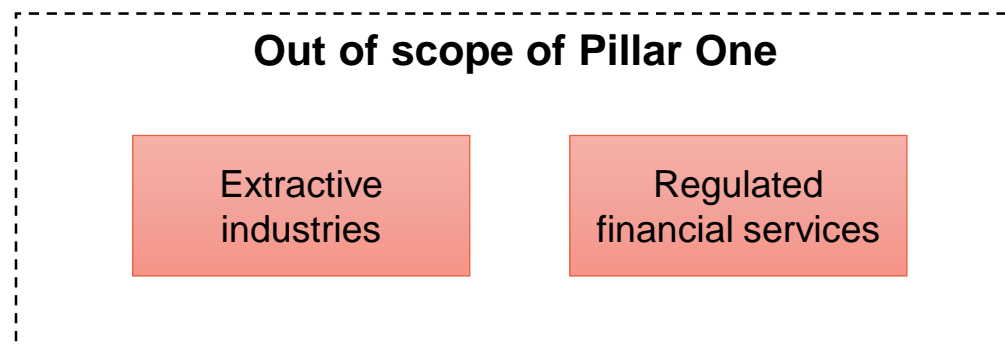 Out of scope of Pillar One
Extractive
industries
Regulated
financial services